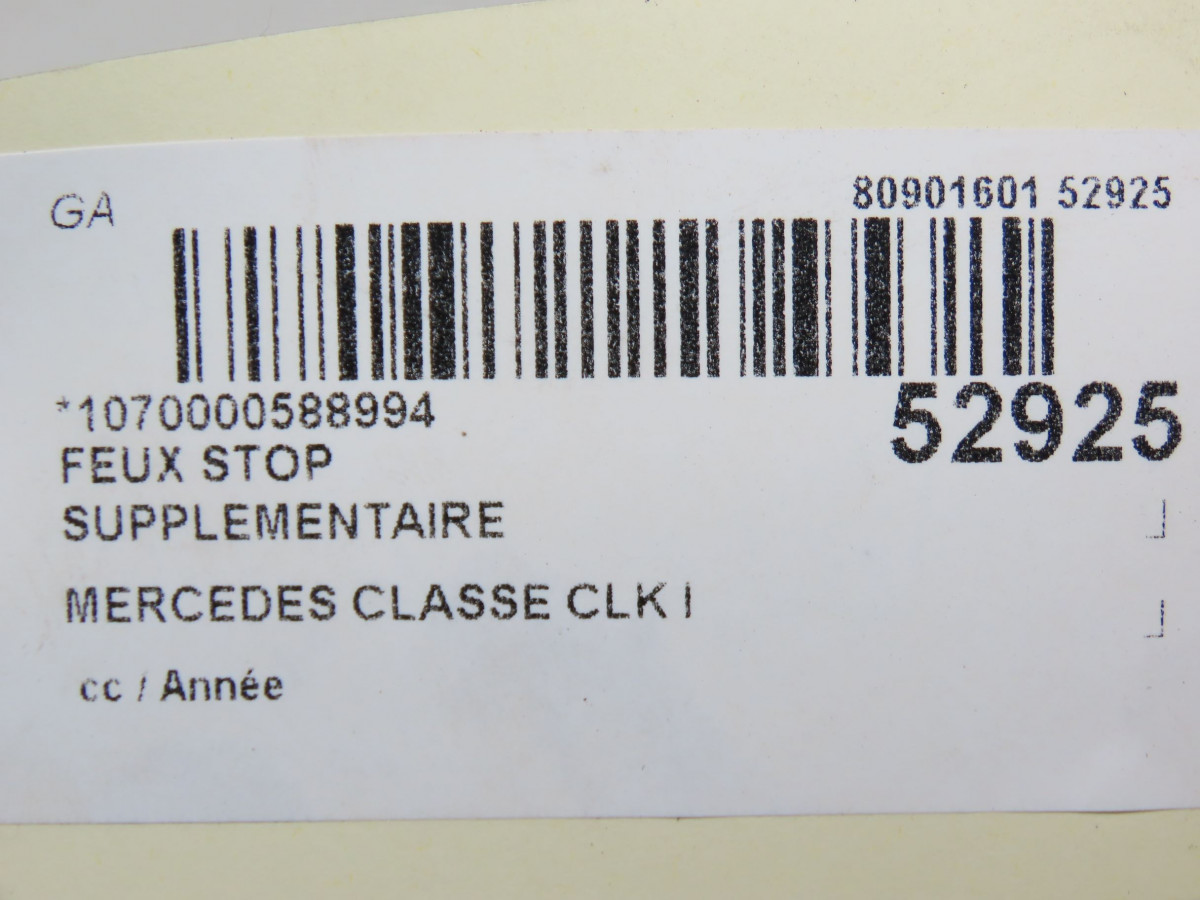 GA
80901601 52925
*1070000588994
52925
FEUX STOP
SUPPLEMENTAIRE
MERCEDES CLASSE CLK I
cc / Année